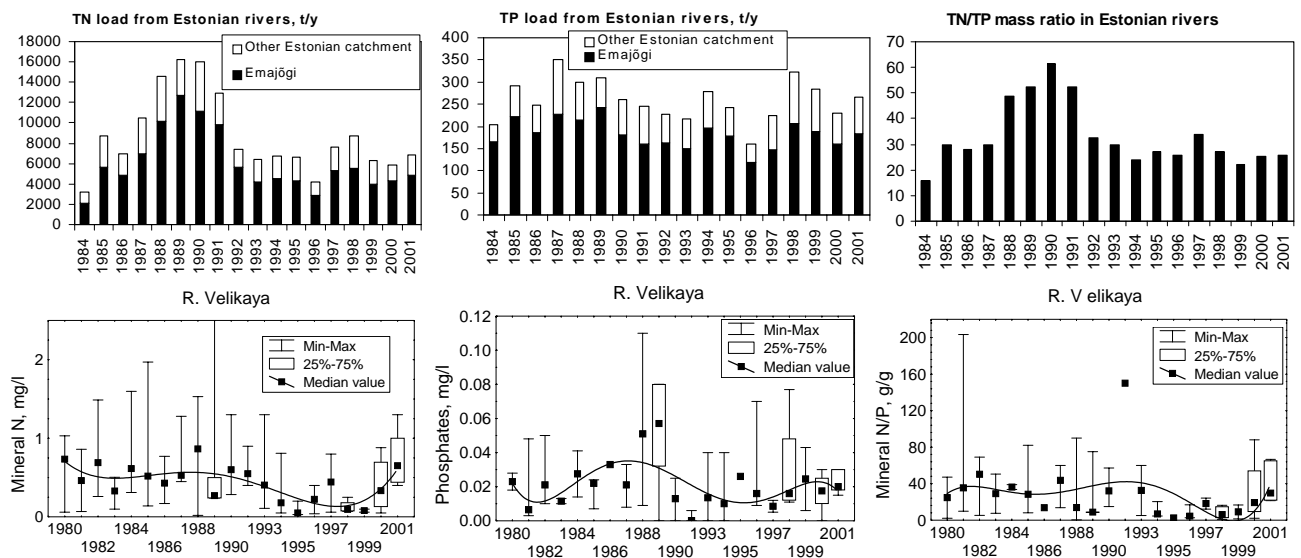 TN load from Estonian rivers, t/y
18000
16000
14000
12000
10000
8000
6000
4000
2000
0
Other Estonian catchment
Emajõgi
1984 1985 1986 1987 1988 1989 1990 1991 1992 1993 1994 1995 1996 1997 1998 1999 2000 2001
TP load from Estonian rivers, t/y
400
350
300
250
200
150
100
50
0
Other Estonian catchment
Emajõgi
1984 1985 1986 1987 1988 1989 1990 1991 1992 1993 1994 1995 1996 1997 1998 1999 2000 2001
TN/TP mass ratio in Estonian rivers
70
60
50
40
30
20
10
0
1984 1985 1986 1987 1988 1989 1990 1991 1992 1993 1994 1995 1996 1997 1998 1999 2000 2001
R. Velikaya
Mineral N, mg/l
2
1
0
Min-Max
25%-75%
Median value
1980 1984 1988 1990 1993 1995 1997 2001
1982 1986 1990 1993 1995 1997 1999
R. Velikaya
Phosphates, mg/l
0.12
0.10
0.08
0.06
0.04
0.02
0.00
Min-Max
25%-75%
Median value
1980 1984 1988 1993 1997 2001
1982 1986 1990 1995 1999
R. V elikaya
Mineral N/P, g/g
200
160
120
80
40
0
Min-Max
25%-75%
Median value
1980 1984 1988 1993 1997 2001
1982 1986 1990 1995 1999